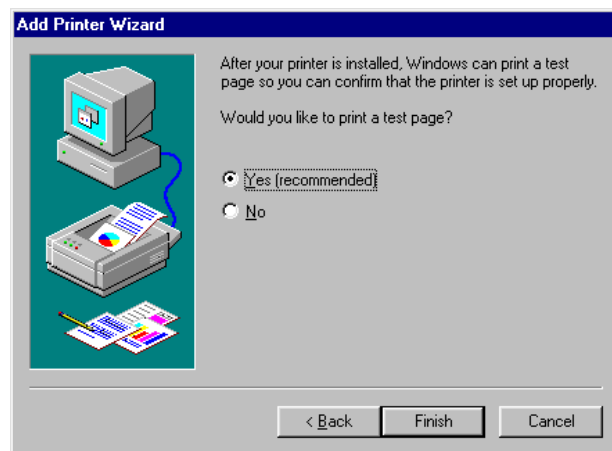 Add Printer Wizard
After your printer is installed, Windows can print a test
page so you can confirm that the printer is set up properly.
Would you like to print a test page?
Yes (recommended)
No
< Back Finish Cancel